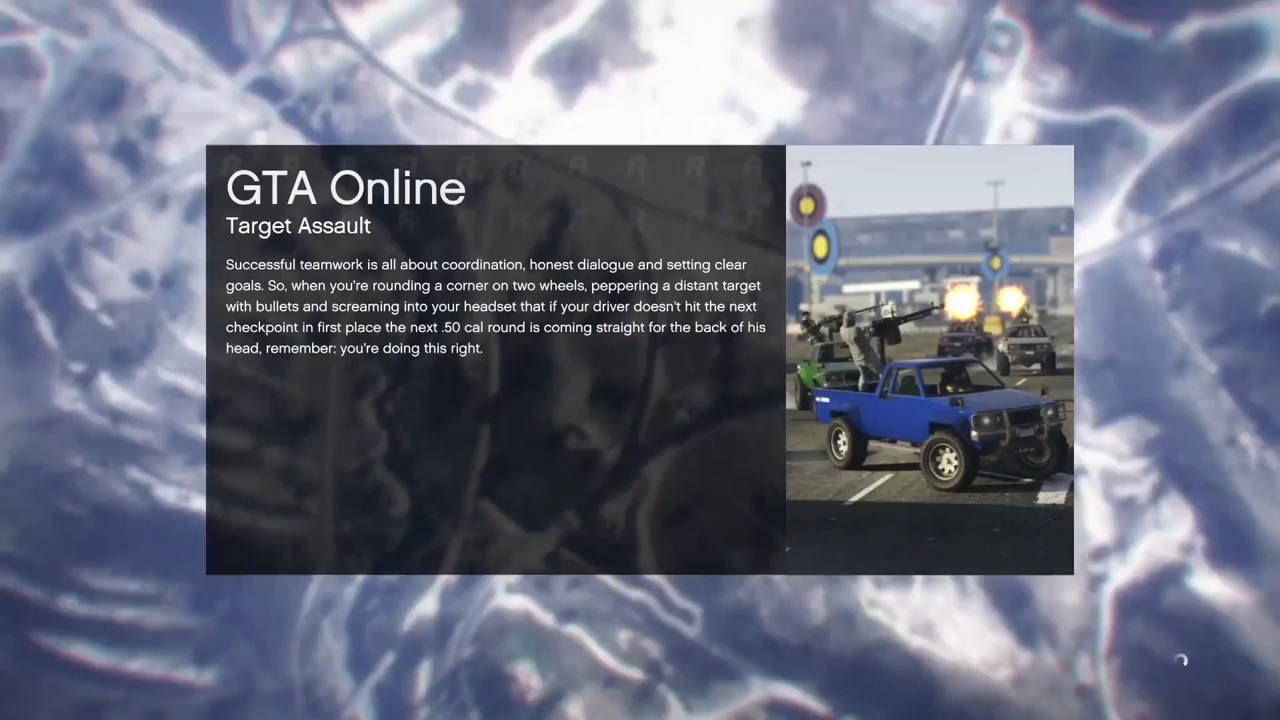 GTA Online
Target Assault
Successful teamwork is all about coordination, honest dialogue and setting clear
goals. So, when you're rounding a corner on two wheels, peppering a distant target
with bullets and screaming into your headset that if your driver doesn't hit the next
checkpoint in first place the next .50 cal round is coming straight for the back of his
head, remember: you're doing this right.